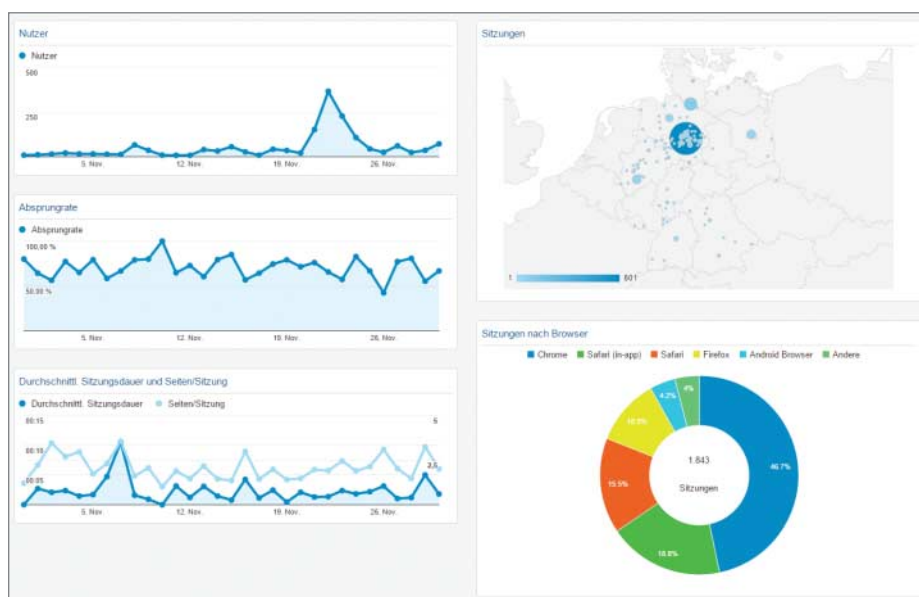 Nutzer
Nutzer
500
250
5. Nov.
12. Nov.
19. Nov.
26. Nov.
Absprungrate
Absprungrate
100,00 %
50,00 %
5. Nov.
12. Nov.
19. Nov.
26. Nov.
Durchschnittl. Sitzungsdauer und Seiten/Sitzung
Durchschnittl. Sitzungsdauer Seiten/Sitzung
00:15 5
00:10 2,5
00:05
5. Nov.
12. Nov.
19. Nov.
26. Nov.
Sitzungen
1 801
Sitzungen nach Browser
Chrome Safari (in-app) Safari Firefox Android Browser Andere
4.2% 4%
46.7%
15.5%
18.8%
1.843
Sitzungen